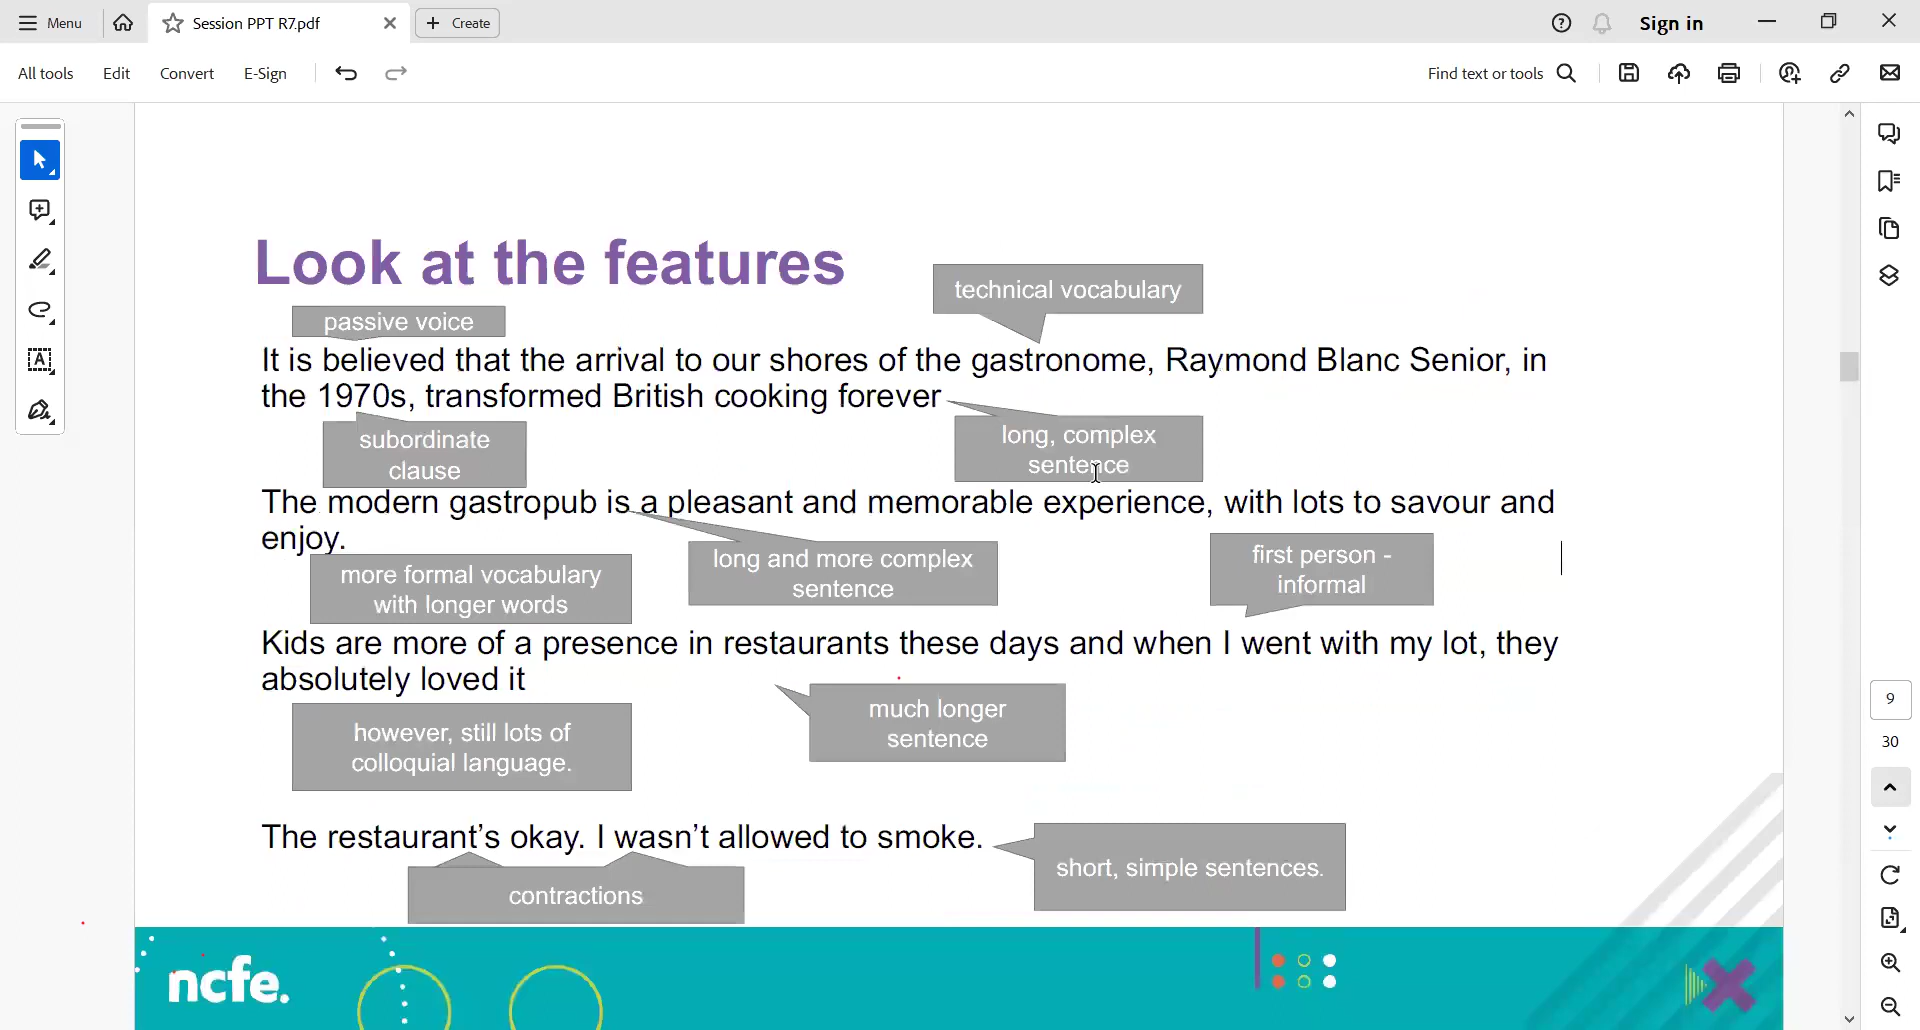 Menu
Session PPT R7.pdf
Create
Sign in
All tools
Edit
Convert
E-Sign
Find text or tools
Look at the features
technical vocabulary
passive voice
It is believed that the arrival to our shores of the gastronome, Raymond Blanc Senior, in
the 1970s, transformed British cooking forever
subordinate
clause
long, complex
sentence
The modern gastropub is a pleasant and memorable experience, with lots to savour and
enjoy.
more formal vocabulary
with longer words
long and more complex
sentence
first person -
informal
Kids are more of a presence in restaurants these days and when I went with my lot, they
absolutely loved it
however, still lots of
colloquial language.
much longer
sentence
The restaurant’s okay. I wasn’t allowed to smoke.
contractions
short, simple sentences.
9
30
ncfe.